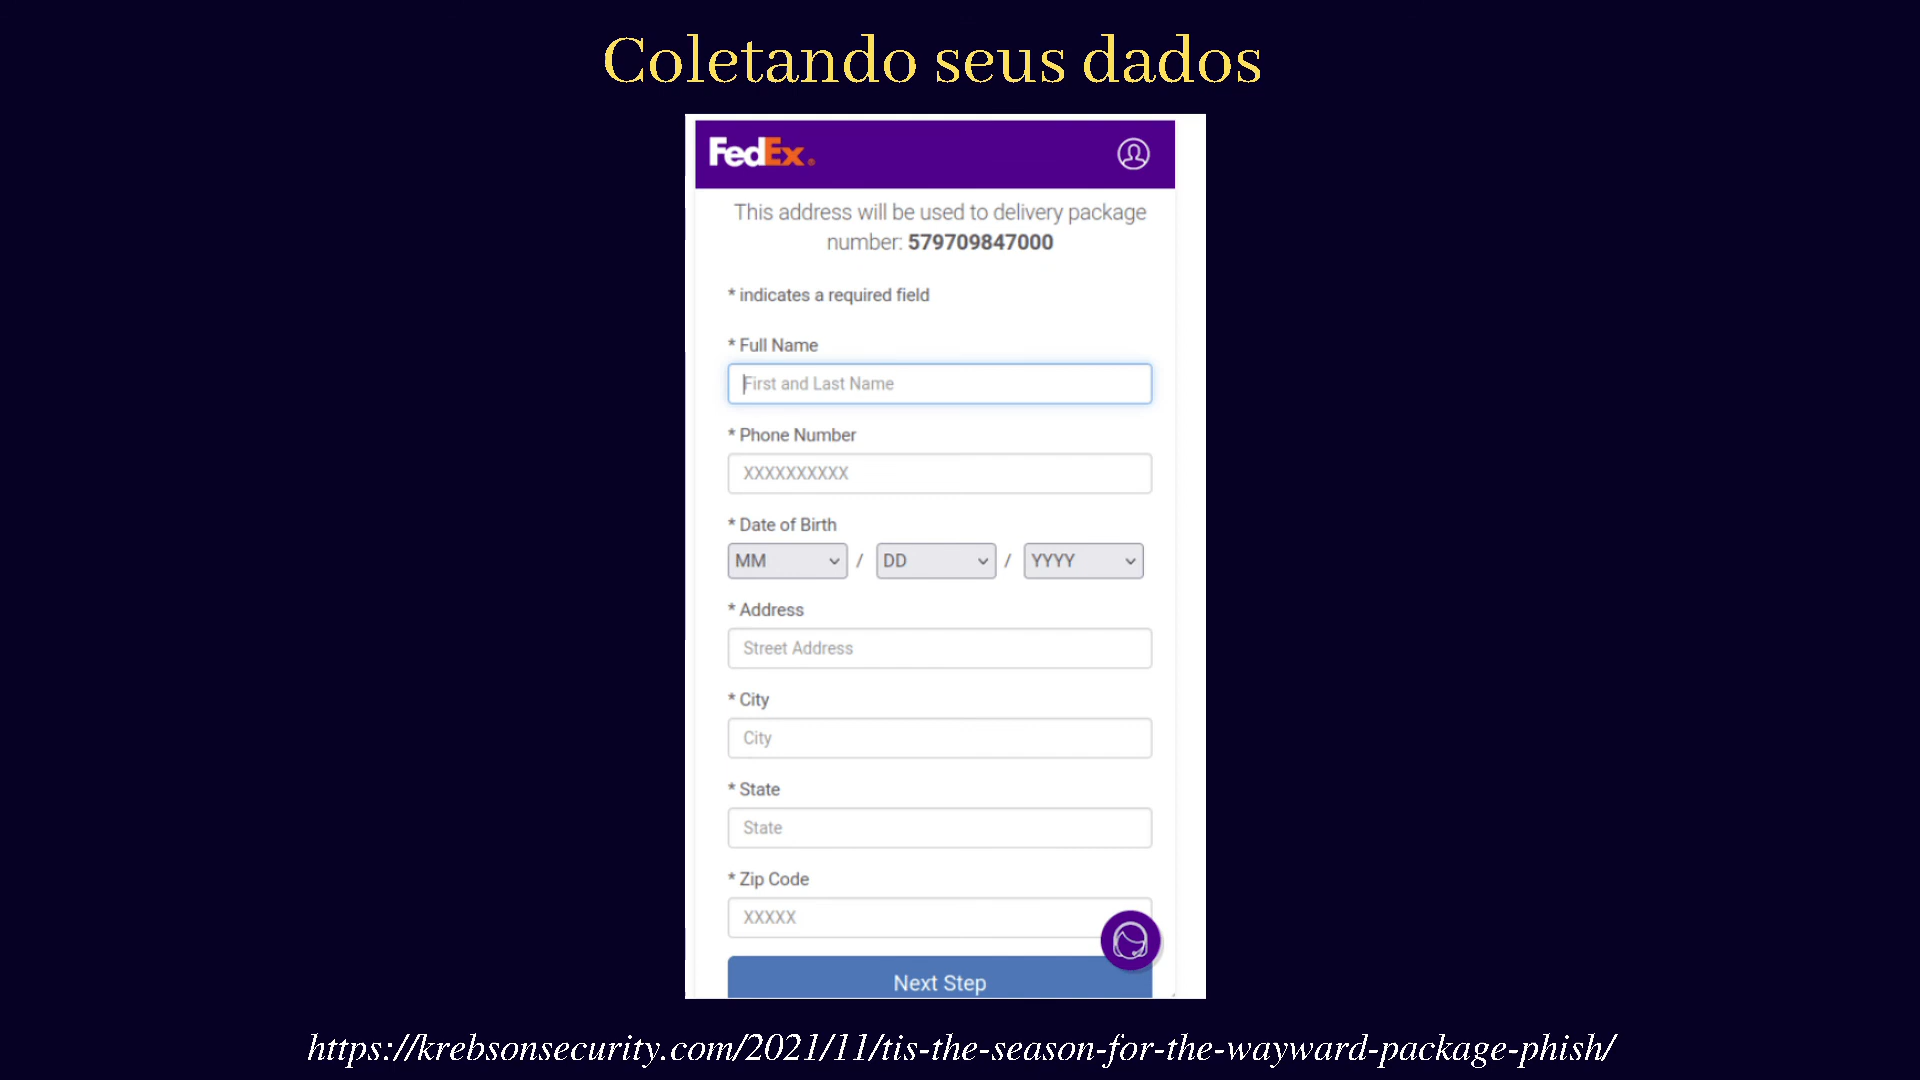 Coletando seus dados
FedEx®
This address will be used to delivery package
number: 579709847000
* indicates a required field
* Full Name
First and Last Name
* Phone Number
XXXXXXXXXX
* Date of Birth
MM / DD / YYYY
* Address
Street Address
* City
City
* State
State
* Zip Code
XXXXX
Next Step
https://krebsonsecurity.com/2021/11/tis-the-season-for-the-wayward-package-phish/